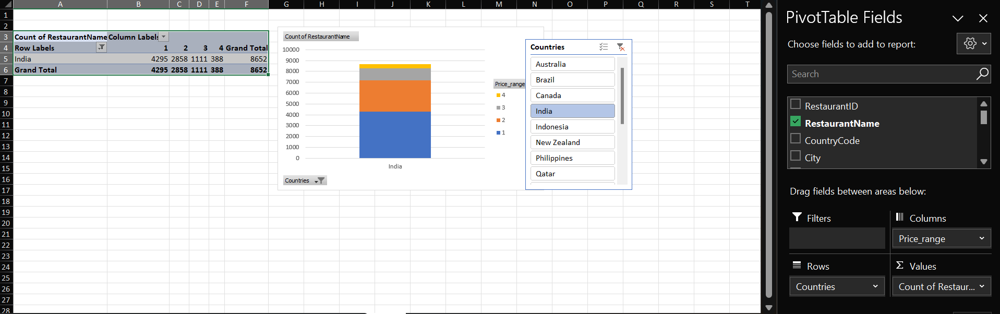 A B C D E F G H I J K L M N O P Q R S T
1
2
3 Count of RestaurantName Column Labels
4 Row Labels 1 2 3 4 Grand Total
5 India 4295 2858 1111 388 8652
6 Grand Total 4295 2858 1111 388 8652
7
8
9
10
11
12
13
14
15
16
17
18
19
20
21
22
23
24
25
26
27
28
Count of RestaurantName
10000
9000
8000
7000
6000
5000
4000
3000
2000
1000
0
India
Price_range
4
3
2
1
Countries
Countries
Australia
Brazil
Canada
India
Indonesia
New Zealand
Philippines
Qatar
PivotTable Fields
Choose fields to add to report:
Search
RestaurantID
RestaurantName
CountryCode
City
Drag fields between areas below:
Filters
Columns
Price_range
Rows
Σ Values
Countries
Count of Restaur...